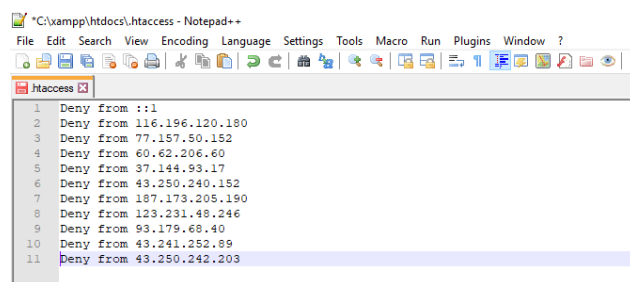 *C:\xampp\htdocs\.htaccess - Notepad++
File Edit Search View Encoding Language Settings Tools Macro Run Plugins Window ?
.htaccess
1 Deny from ::1
2 Deny from 116.196.120.180
3 Deny from 77.157.50.152
4 Deny from 60.62.206.60
5 Deny from 37.144.93.17
6 Deny from 43.250.240.152
7 Deny from 187.173.205.190
8 Deny from 123.231.48.246
9 Deny from 93.179.68.40
10 Deny from 43.241.252.89
11 Deny from 43.250.242.203